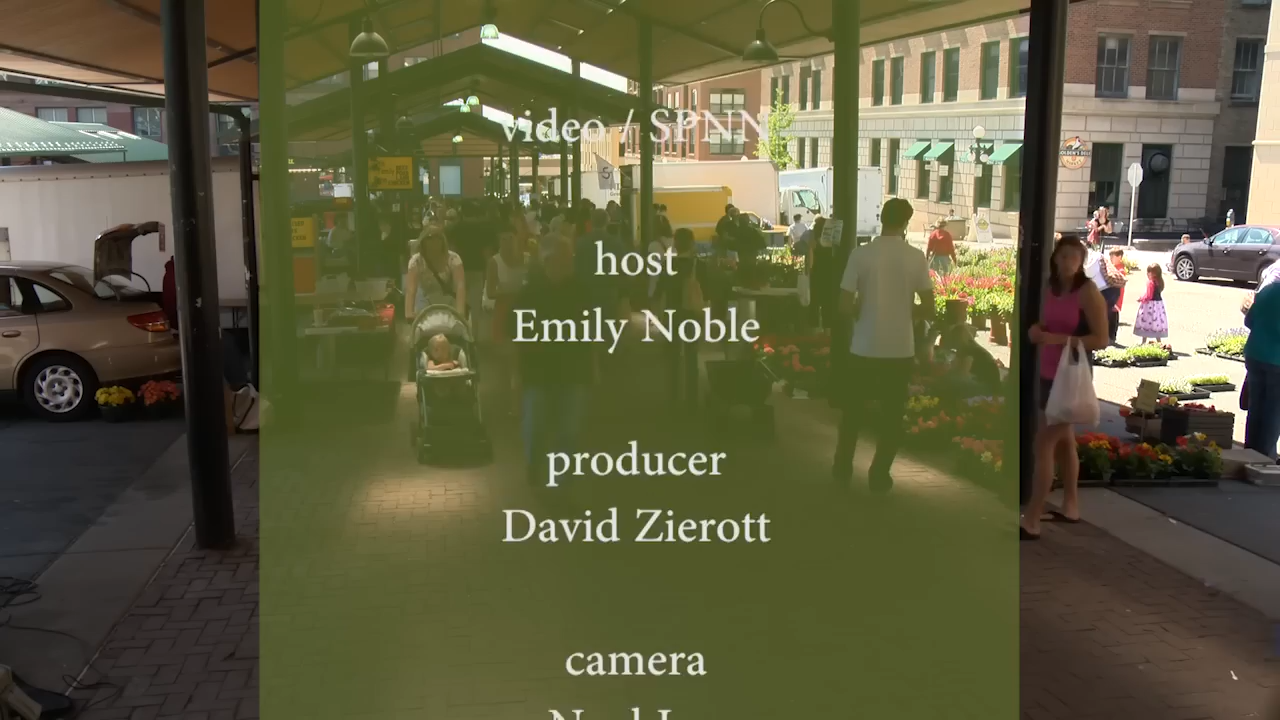 video / SPNN
host
Emily Noble
producer
David Zierott
camera